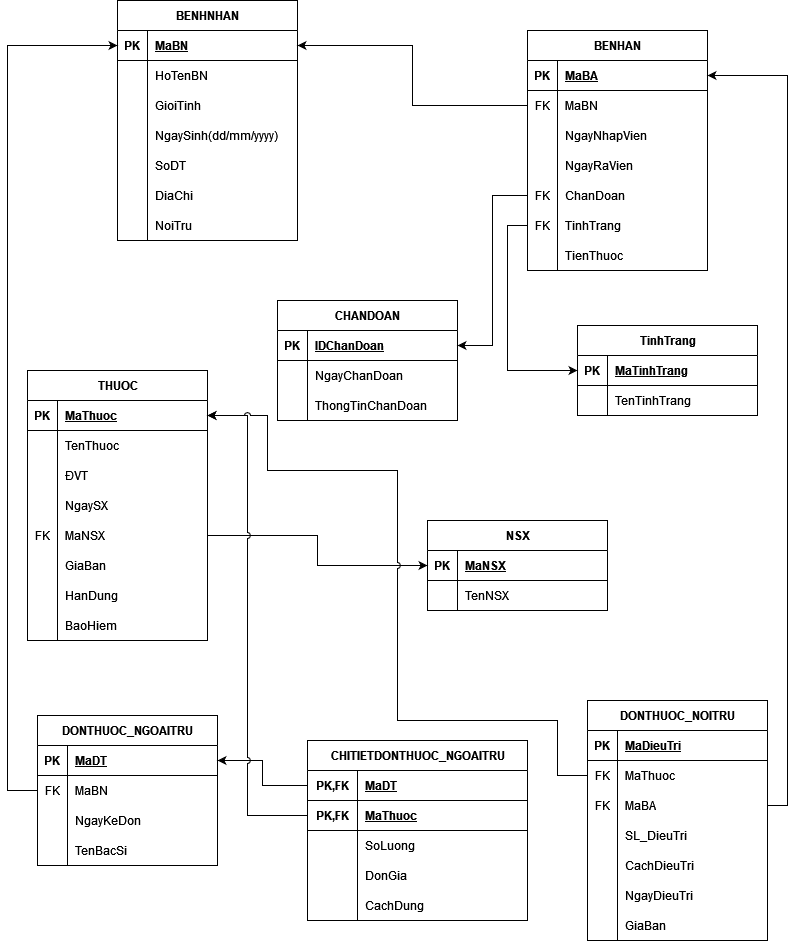 BENHNHAN
PK MaBN
HoTenBN
GioiTinh
NgaySinh(dd/mm/yyyy)
SoDT
DiaChi
NoiTru
BENHAN
PK MaBA
FK MaBN
NgayNhapVien
NgayRaVien
FK ChanDoan
FK TinhTrang
TienThuoc
CHANDOAN
PK IDChanDoan
NgayChanDoan
ThongTinChanDoan
TinhTrang
PK MaTinhTrang
TenTinhTrang
THUOC
PK MaThuoc
TenThuoc
ĐVT
NgaySX
FK MaNSX
GiaBan
HanDung
BaoHiem
NSX
PK MaNSX
TenNSX
DONTHUOC_NGOAITRU
PK MaDT
FK MaBN
NgayKeDon
TenBacSi
CHITIETDONTHUOC_NGOAITRU
PK,FK MaDT
PK,FK MaThuoc
SoLuong
DonGia
CachDung
DONTHUOC_NOITRU
PK MaDieuTri
FK MaThuoc
FK MaBA
SL_DieuTri
CachDieuTri
NgayDieuTri
GiaBan